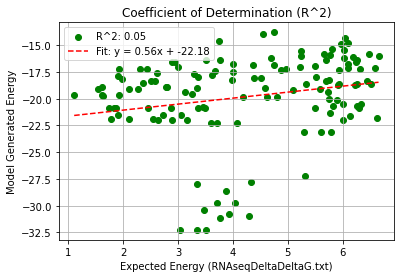 Coefficient of Determination (R^2)
R^2: 0.05
Fit: y = 0.56x + -22.18
Model Generated Energy
−15.0
−17.5
−20.0
−22.5
−25.0
−27.5
−30.0
−32.5
1 2 3 4 5 6
Expected Energy (RNAseqDeltaDeltaG.txt)